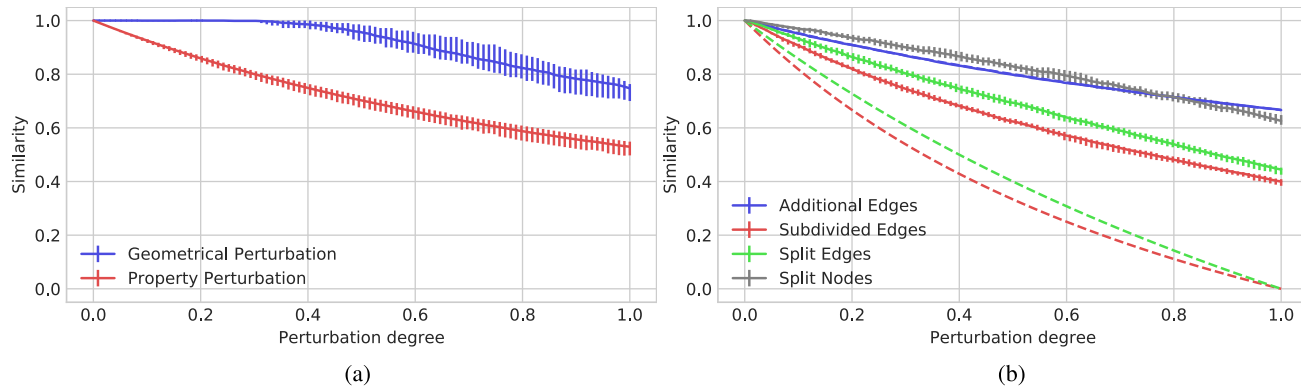 1.0
0.8
0.6
0.4
0.2
0.0
Similarity
Geometrical Perturbation
Property Perturbation
0.0 0.2 0.4 0.6 0.8 1.0
Perturbation degree
(a)
1.0
0.8
0.6
0.4
0.2
0.0
Similarity
Additional Edges
Subdivided Edges
Split Edges
Split Nodes
0.0 0.2 0.4 0.6 0.8 1.0
Perturbation degree
(b)